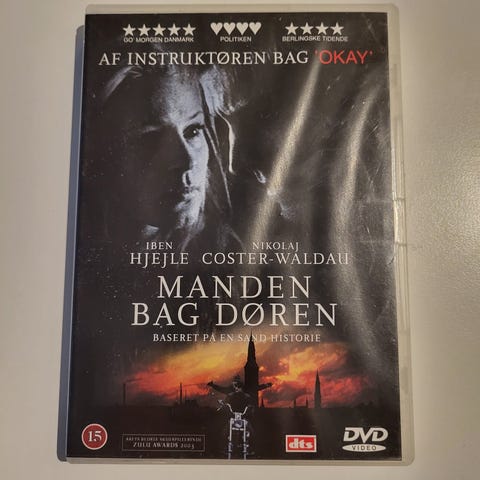 ★★★★★ ♥♥♥♥ ★★★★
GO' MORGEN DANMARK POLITIKEN BERLINGSKE TIDENDE
AF INSTRUKTØREN BAG 'OKAY'
IBEN NIKOLAJ
HJEJLE COSTER-WALDAU
MANDEN
BAG DØREN
BASERET PÅ EN SAND HISTORIE
15
ZULU AWARDS 2003
dts
DVD
VIDEO